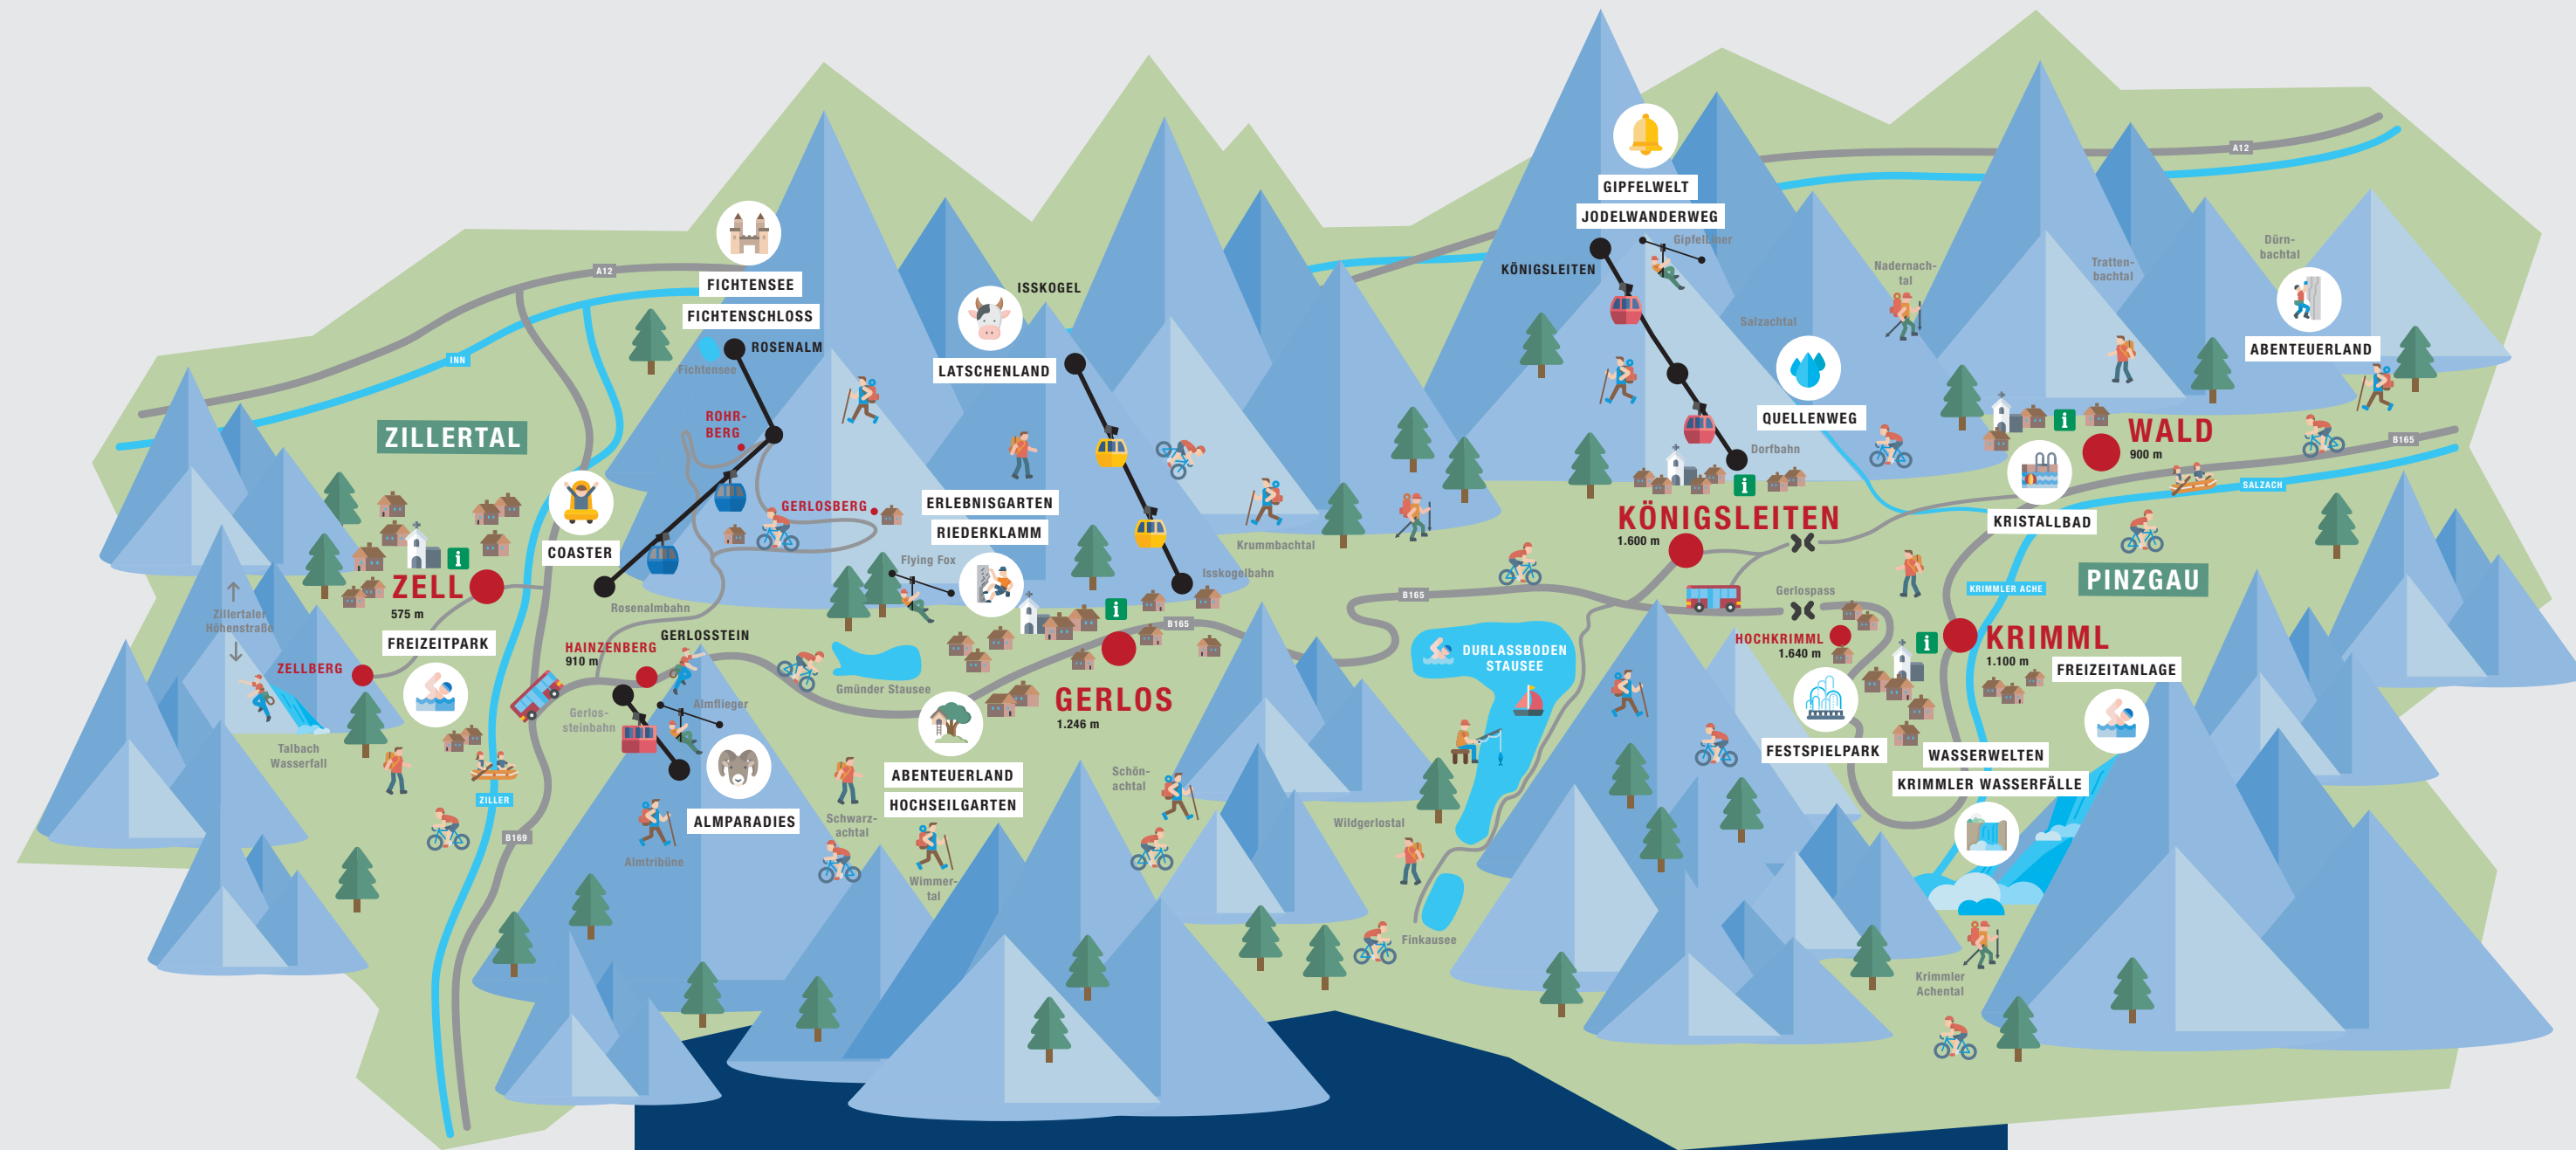 A12
A12
INN
ZILLERTAL
FICHTENSEE
FICHTENSCHLOSS
ROSENALM
Fichtensee
ROHR-
BERG
GERLOSBERG
COASTER
ZELL
575 m
Rosenalmbahn
Zillertaler
Höhenstraße
FREIZEITPARK
ZELLBERG
HAINZENBERG
910 m
GERLOSSTEIN
Talbach
Wasserfall
Gerlos-
steinbahn
Almflieger
ALMPARADIES
Almtribüne
ZILLER
B169
ISSKOGEL
LATSCHENLAND
ERLEBNISGARTEN
RIEDERKLAMM
Flying Fox
Krummbachtal
Isskogelbahn
B165
Gmünder Stausee
GERLOS
1.246 m
ABENTEUERLAND
HOCHSEILGARTEN
Schwarz-
achtal
Wimmer-
tal
Schön-
achtal
GIPFELWELT
JODELWANDERWEG
KÖNIGSLEITEN
Gipfelliner
Salzachtal
QUELLENWEG
Dorfbahn
KÖNIGSLEITEN
1.600 m
B165
Gerlospass
DURLASSBODEN
STAUSEE
Wildgerlostal
Finkausee
HOCHKRIMML
1.640 m
FESTSPIELPARK
Nadernach-
tal
Tratten-
bachtal
Dürn-
bachtal
ABENTEUERLAND
WALD
900 m
B165
SALZACH
KRISTALLBAD
PINZGAU
KRIMMLER ACHE
KRIMML
1.100 m
FREIZEITANLAGE
WASSERWELTEN
KRIMMLER WASSERFÄLLE
Krimmler
Achental